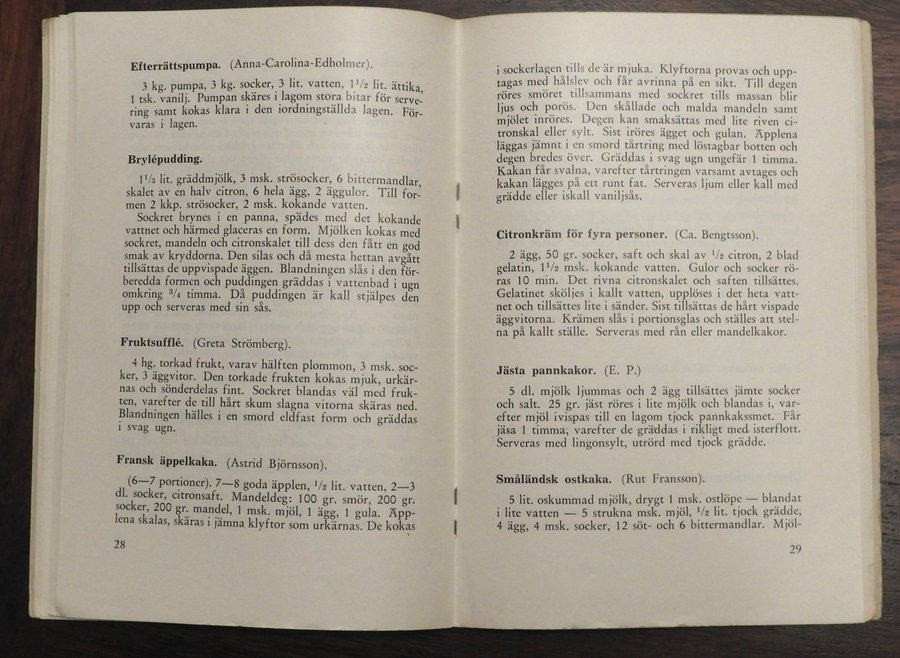 Efterrättspumpa. (Anna-Carolina-Edholmer).
3 kg. pumpa, 3 kg. socker, 3 lit. vatten, 1 1/2 lit. ättika,
1 tsk. vanilj. Pumpan skäres i lagom stora bitar för serve-
ring samt kokas klara i den iordningställda lagen. För-
varas i lagen.
Brylépudding.
1 1/3 lit. gräddmjölk, 3 msk. strösocker, 6 bittermandlar,
skalet av en halv citron, 6 hela ägg, 2 äggulor. Till for-
men 2 kkp. strösocker, 2 msk. kokande vatten.
Sockret brynes i en panna, spädes med det kokande
vattnet och härmed glaceras en form. Mjölken kokas med
sockret, mandeln och citronskalet till dess den fått en god
smak av kryddorna. Den silas och då mesta hettan avgått
tillsättas de uppvispade äggen. Blandningen slås i den för-
beredda formen och puddingen gräddas i vattenbad i ugn
omkring 3/4 timma. Då puddingen är kall stjälpes den
upp och serveras med sin sås.
Fruktsufflé. (Greta Strömberg).
4 hg. torkad frukt, varav hälften plommon, 3 msk. soc-
ker, 3 äggvitor. Den torkade frukten kokas mjuk, urkär-
nas och sönderdelas fint. Sockret blandas väl med fruk-
ten, varefter de till hårt skum slagna vitorna skäras ned.
Blandningen hälles i en smord eldfast form och gräddas
i svag ugn.
Fransk äppelkaka. (Astrid Björnsson).
(6—7 portioner). 7—8 goda äpplen, 1/2 lit. vatten, 2—3
dl. socker, citronsaft. Mandeldeg: 100 gr. smör, 200 gr.
socker, 200 gr. mandel, 1 msk. mjöl, 1 ägg, 1 gula. Äpp-
lena skalas, skäras i jämna klyftor som urkärnas. De kokas
28
i sockerlagen tills de är mjuka. Klyftorna provas och upp-
tagas med hålslev och får avrinna på en sikt. Till degen
röres smöret tillsammans med sockret tills massan blir
ljus och porös. Den skållade och malda mandeln samt
mjölet inröres. Degen kan smaksättas med lite riven ci-
tronskal eller sylt. Sist iröres ägget och gulan. Äpplena
läggas jämnt i en smord tårtring med löstagbar botten och
degen bredes över. Gräddas i svag ugn ungefär 1 timma.
Kakan får svalna, varefter tårtringen varsamt avtages och
kakan lägges på ett runt fat. Serveras ljum eller kall med
grädde eller iskall vaniljsås.
Citronkräm för fyra personer. (Ca. Bengtsson).
2 ägg, 50 gr. socker, saft och skal av 1/2 citron, 2 blad
gelatin, 1 1/2 msk. kokande vatten. Gulor och socker rö-
ras 10 min. Det rivna citronskalet och saften tillsättes.
Gelatinet sköljes i kallt vatten, upplöses i det heta vatt-
net och tillsättes lite i sänder. Sist tillsättas de hårt vispade
äggvitorna. Krämen slås i portionsglas och ställes att stel-
na på kallt ställe. Serveras med rån eller mandelkakor.
Jästa pannkakor. (E. P.)
5 dl. mjölk ljummas och 2 ägg tillsättes jämte socker
och salt. 25 gr. jäst röres i lite mjölk och blandas i, var-
efter mjöl ivispas till en lagom tjock pannkakssmet. Får
jäsa 1 timma, varefter de gräddas i rikligt med isterflott.
Serveras med lingonsylt, utrörd med tjock grädde.
Småländsk ostkaka. (Rut Fransson).
5 lit. oskummad mjölk, drygt 1 msk. ostlöpe — blandat
i lite vatten — 5 strukna msk. mjöl, 1/2 lit. tjock grädde,
4 ägg, 4 msk. socker, 12 söt- och 6 bittermandlar. Mjöl-
29